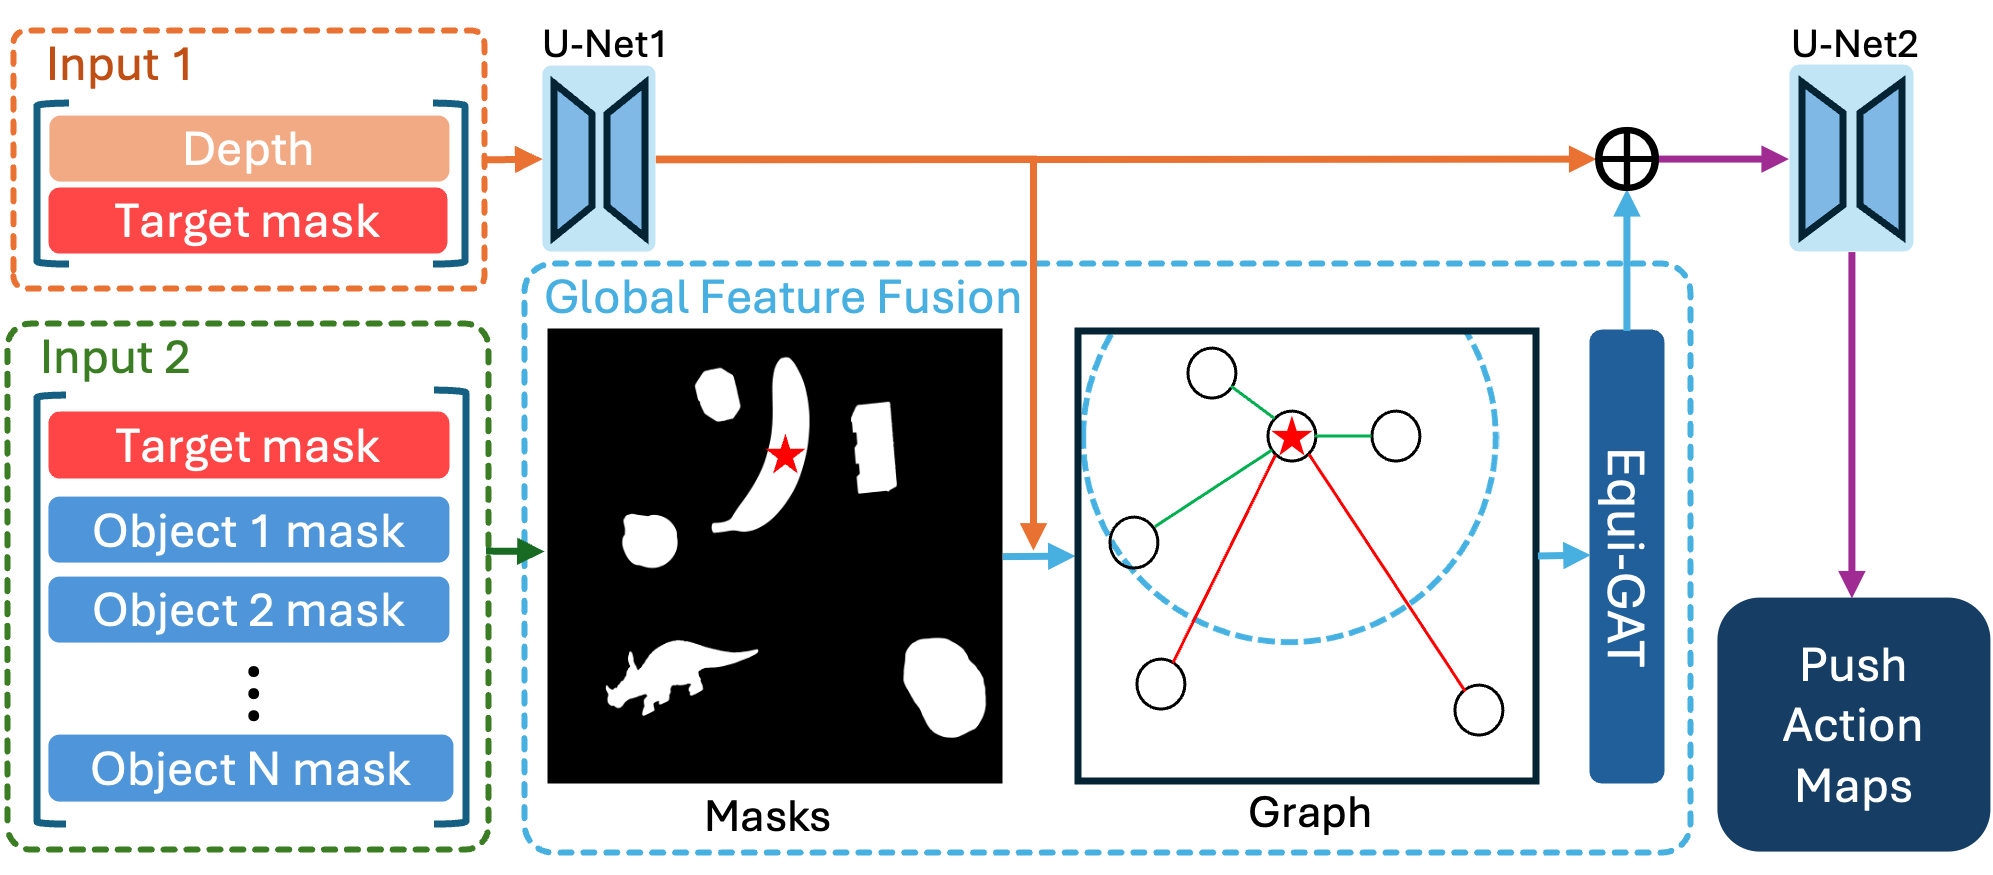 Input 1
Depth
Target mask
Input 2
Target mask
Object 1 mask
Object 2 mask
Object N mask
U-Net1
U-Net2
Global Feature Fusion
Masks
Graph
Equi-GAT
Push
Action
Maps